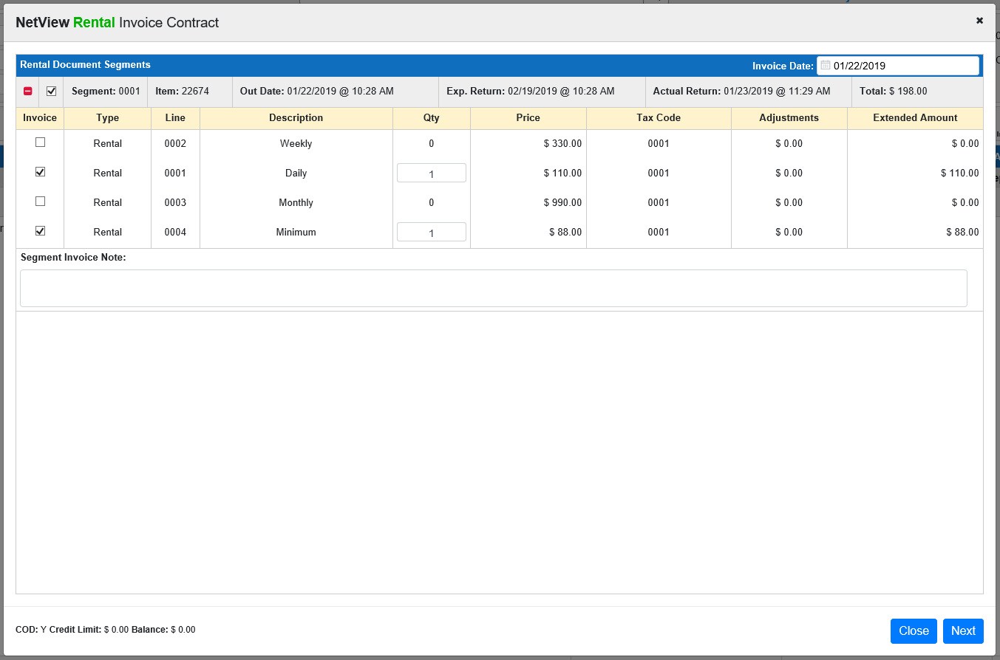 NetView Rental Invoice Contract
Rental Document Segments Invoice Date: 01/22/2019
Segment: 0001 Item: 22674 Out Date: 01/22/2019 @ 10:28 AM Exp. Return: 02/19/2019 @ 10:28 AM Actual Return: 01/23/2019 @ 11:29 AM Total: $ 198.00
Invoice Type Line Description Qty Price Tax Code Adjustments Extended Amount
Rental 0002 Weekly 0 $ 330.00 0001 $ 0.00 $ 0.00
Rental 0001 Daily 1 $ 110.00 0001 $ 0.00 $ 110.00
Rental 0003 Monthly 0 $ 990.00 0001 $ 0.00 $ 0.00
Rental 0004 Minimum 1 $ 88.00 0001 $ 0.00 $ 88.00
Segment Invoice Note:
COD: Y Credit Limit: $ 0.00 Balance: $ 0.00
Close Next